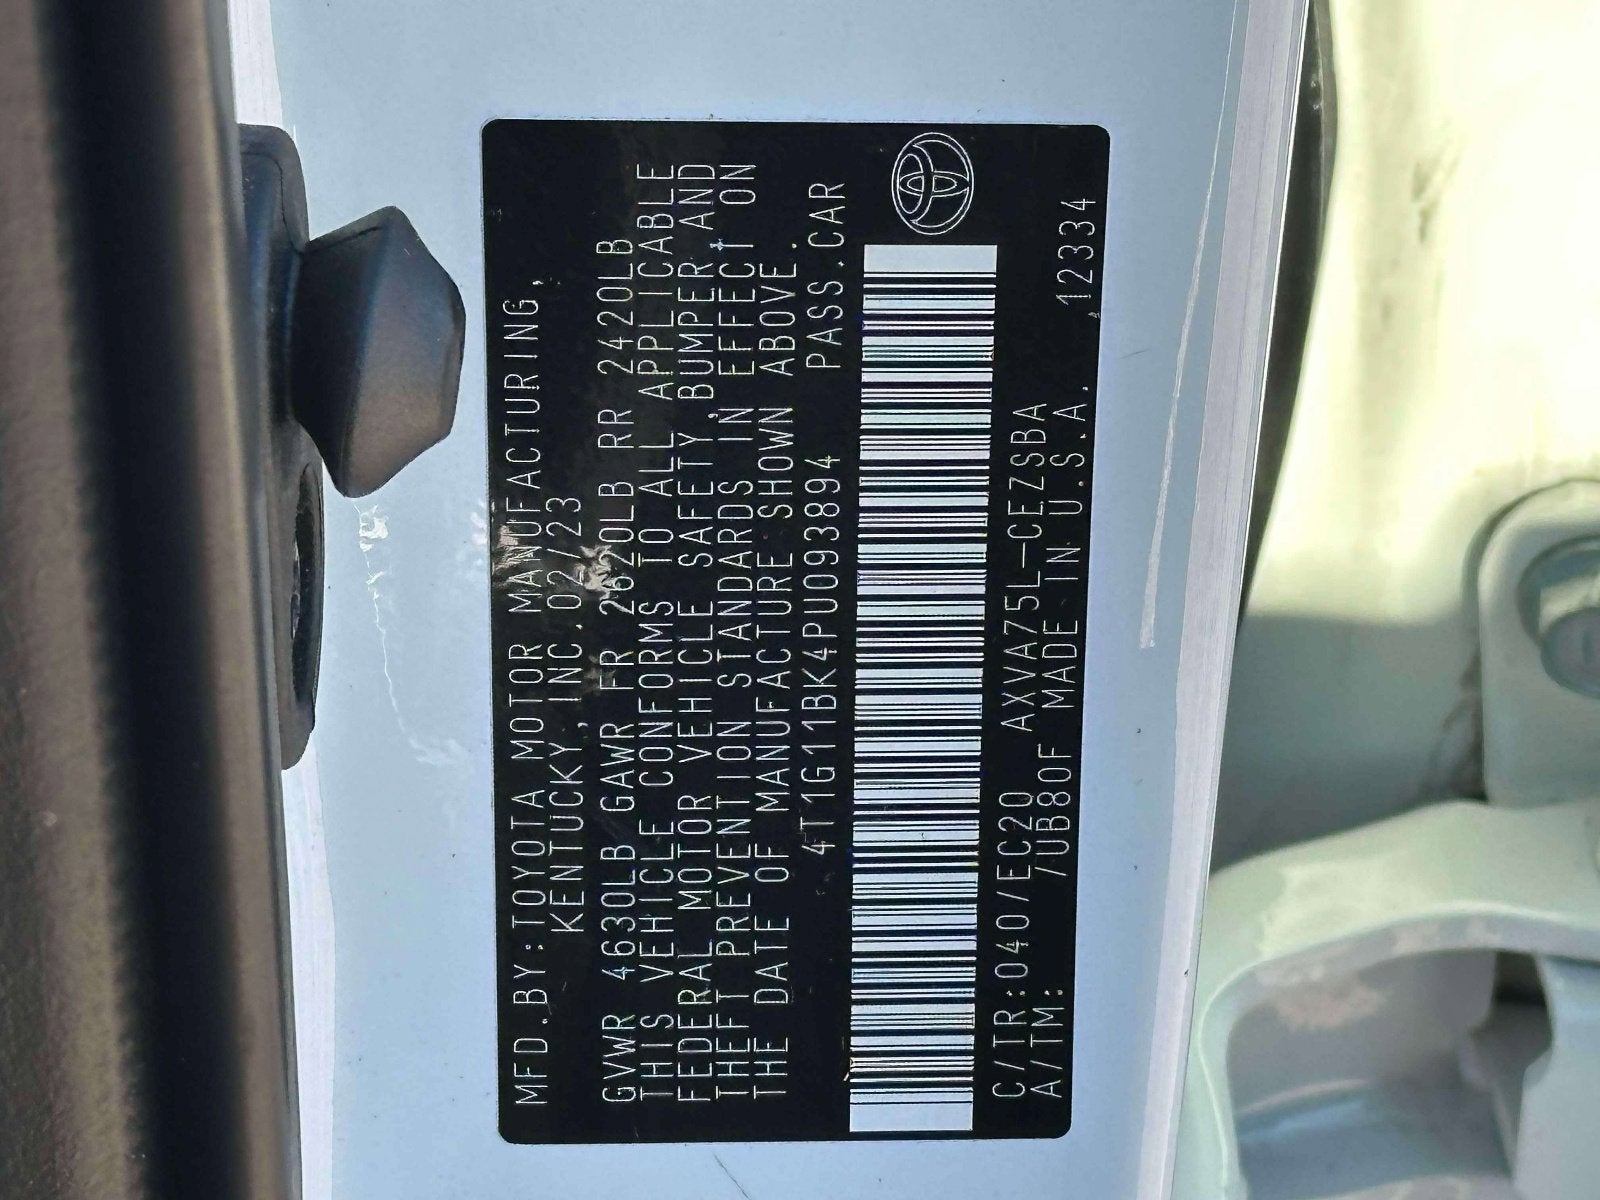 MFD.BY:TOYOTA MOTOR MANUFACTURING,
KENTUCKY, INC.02/23
GVWR 4630LB GAWR FR 2620LB RR 2420LB
THIS VEHICLE CONFORMS TO ALL APPLICABLE
FEDERAL MOTOR VEHICLE SAFETY,BUMPER AND
THEFT PREVENTION STANDARDS IN EFFECT ON
THE DATE OF MANUFACTURE SHOWN ABOVE.
4T1G11BK4PU093894 PASS.CAR
C/TR:040/EC20 AXVA75L-CEZSBA
A/TM: /UB80F MADE IN U.S.A. 12334